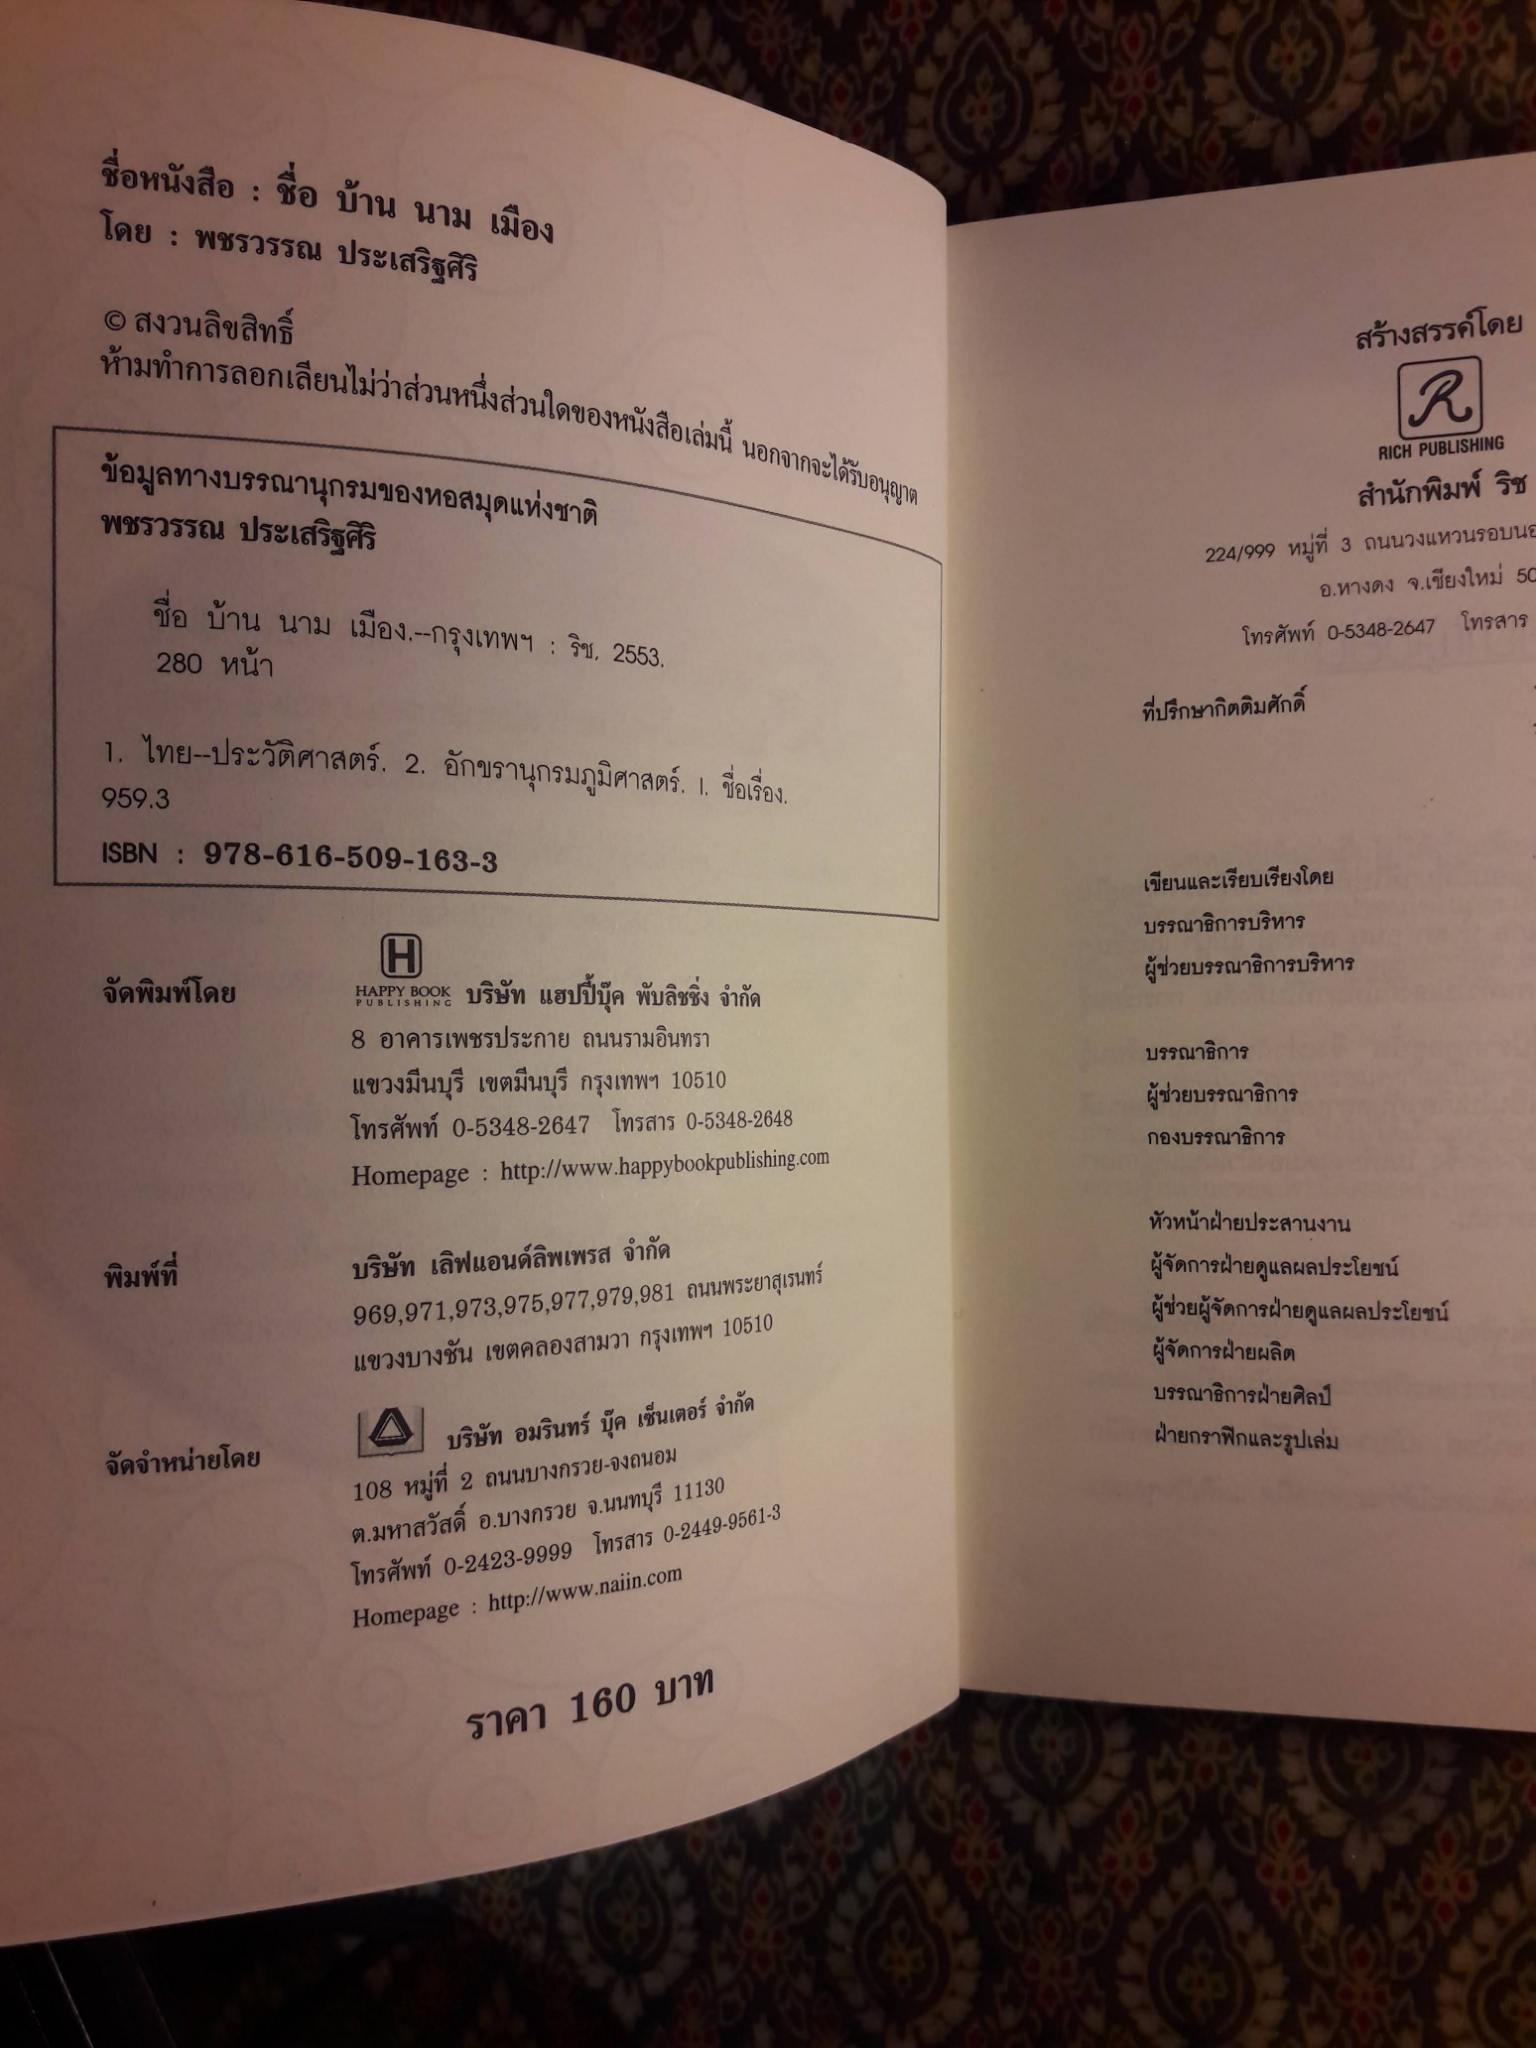 ชื่อหนังสือ : ชื่อ บ้าน นาม เมือง
โดย : พชรวรรณ ประเสริฐศิริ
© สงวนลิขสิทธิ์
ห้ามทำการลอกเลียนไม่ว่าส่วนหนึ่งส่วนใดของหนังสือเล่มนี้ นอกจากจะได้รับอนุญาต
ข้อมูลทางบรรณานุกรมของหอสมุดแห่งชาติ
พชรวรรณ ประเสริฐศิริ
ชื่อ บ้าน นาม เมือง.--กรุงเทพฯ : ริช, 2553.
280 หน้า
1. ไทย--ประวัติศาสตร์. 2. อักขรานุกรมภูมิศาสตร์. I. ชื่อเรื่อง.
959.3
ISBN : 978-616-509-163-3
H
HAPPY BOOK
PUBLISHING
จัดพิมพ์โดย บริษัท แฮปปี้บุ๊ค พับลิชชิ่ง จำกัด
8 อาคารเพชรประกาย ถนนรามอินทรา
แขวงมีนบุรี เขตมีนบุรี กรุงเทพฯ 10510
โทรศัพท์ 0-5348-2647 โทรสาร 0-5348-2648
Homepage : http://www.happybookpublishing.com
พิมพ์ที่ บริษัท เลิฟแอนด์ลิพเพรส จำกัด
969,971,973,975,977,979,981 ถนนพระยาสุเรนทร์
แขวงบางชัน เขตคลองสามวา กรุงเทพฯ 10510
จัดจำหน่ายโดย บริษัท อมรินทร์ บุ๊ค เซ็นเตอร์ จำกัด
108 หมู่ที่ 2 ถนนบางกรวย-จงถนอม
ต.มหาสวัสดิ์ อ.บางกรวย จ.นนทบุรี 11130
โทรศัพท์ 0-2423-9999 โทรสาร 0-2449-9561-3
Homepage : http://www.naiin.com
ราคา 160 บาท
สร้างสรรค์โดย
R
RICH PUBLISHING
สำนักพิมพ์ ริช
224/999 หมู่ที่ 3 ถนนวงแหวนรอบนอ
อ.หางดง จ.เชียงใหม่ 50
โทรศัพท์ 0-5348-2647 โทรสาร
ที่ปรึกษากิตติมศักดิ์
เขียนและเรียบเรียงโดย
บรรณาธิการบริหาร
ผู้ช่วยบรรณาธิการบริหาร
บรรณาธิการ
ผู้ช่วยบรรณาธิการ
กองบรรณาธิการ
หัวหน้าฝ่ายประสานงาน
ผู้จัดการฝ่ายดูแลผลประโยชน์
ผู้ช่วยผู้จัดการฝ่ายดูแลผลประโยชน์
ผู้จัดการฝ่ายผลิต
บรรณาธิการฝ่ายศิลป์
ฝ่ายกราฟิกและรูปเล่ม